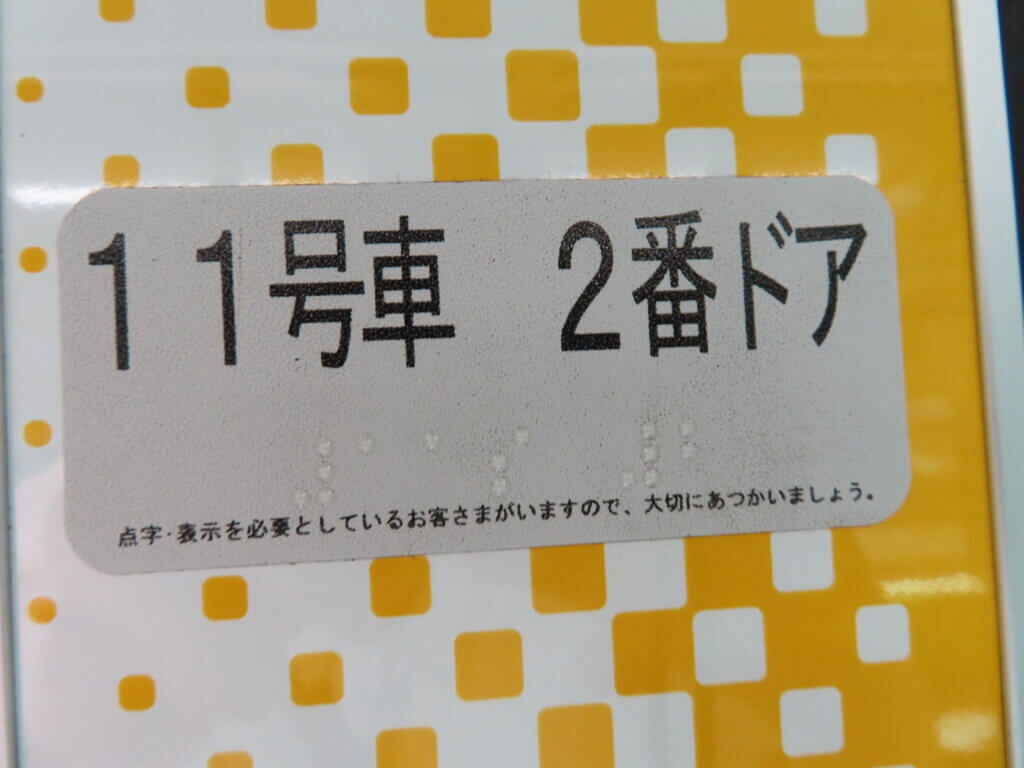 11号車 2番ドア
点字・表示を必要としているお客さまがいますので、大切にあつかいましょう。